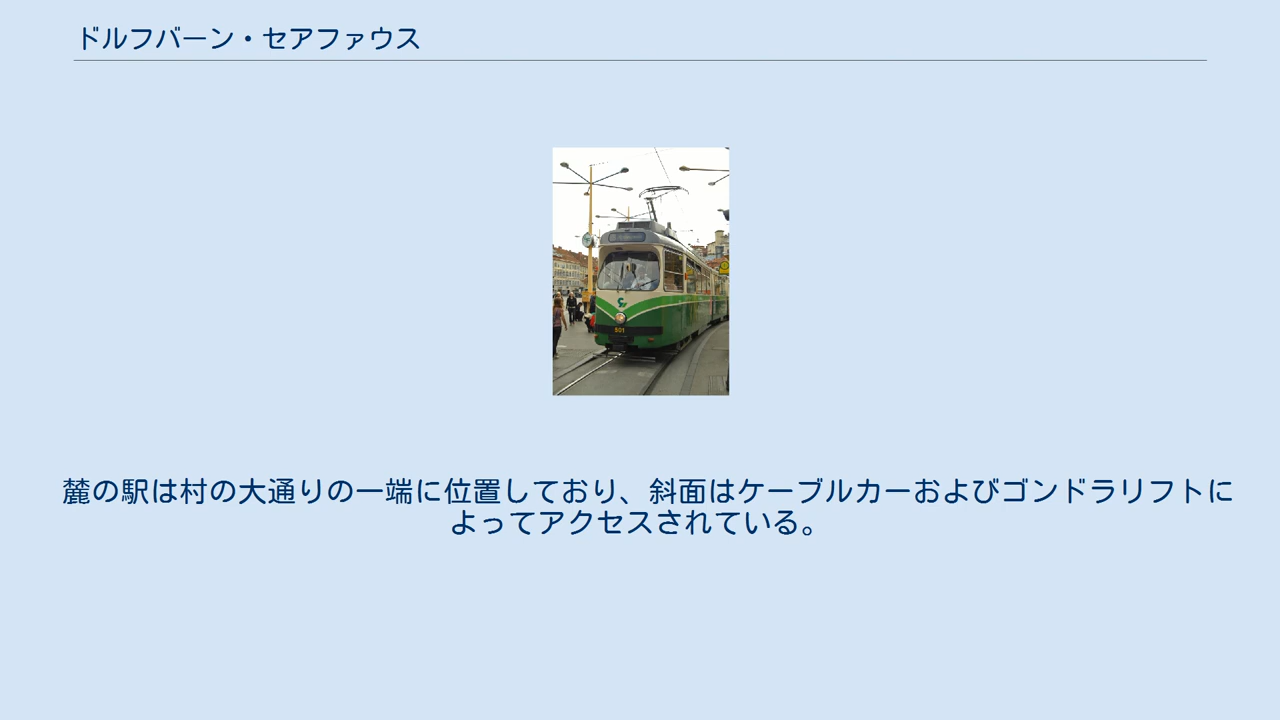 ドルフバーン・セアファウス
501
麓の駅は村の大通りの一端に位置しており、斜面はケーブルカーおよびゴンドラリフトに
よってアクセスされている。